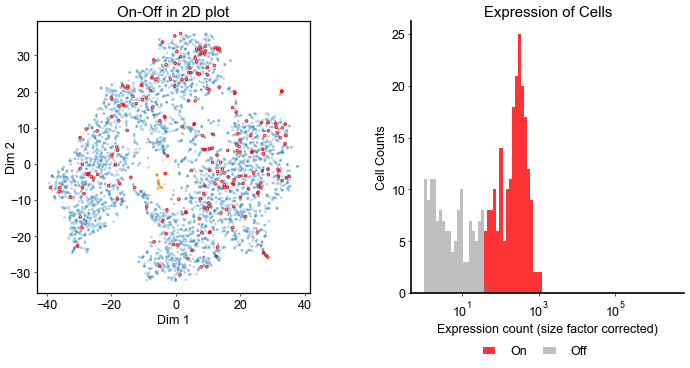 On-Off in 2D plot
Expression of Cells
40
30
20
10
0
−10
−20
−30
Dim 2
−40
−20
0
20
40
Dim 1
25
20
15
10
5
0
Cell Counts
10^1
10^3
10^5
Expression count (size factor corrected)
On
Off